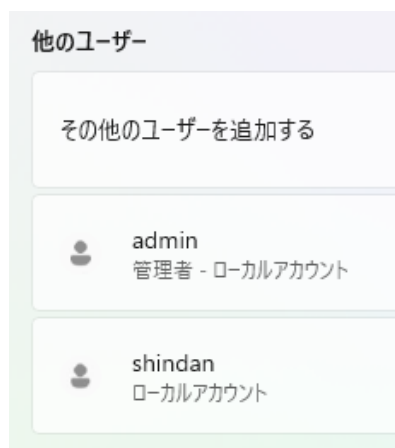 他のユーザー
その他のユーザーを追加する
admin
管理者 - ローカルアカウント
shindan
ローカルアカウント